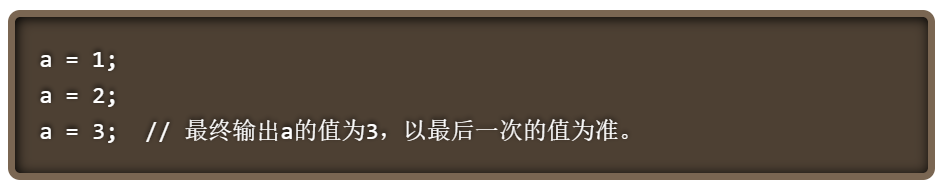 a = 1;
a = 2;
a = 3;  // 最终输出a的值为3，以最后一次的值为准。